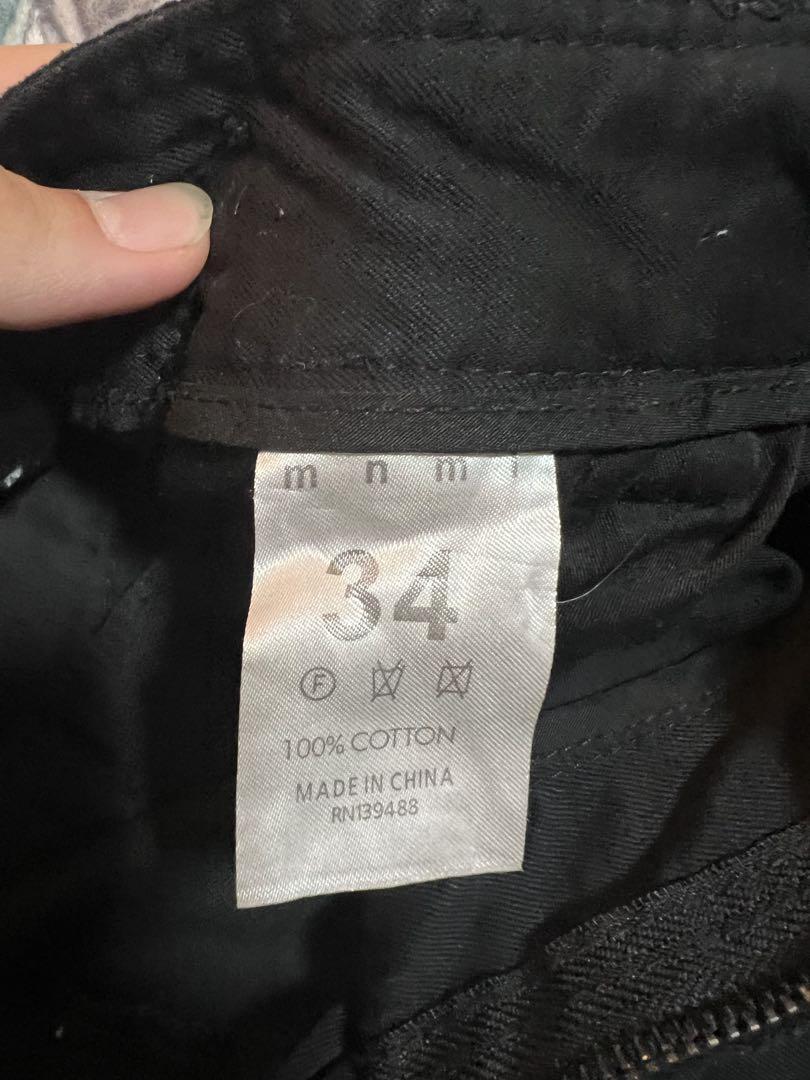 m n m l
34
F
100% COTTON
MADE IN CHINA
RN139488